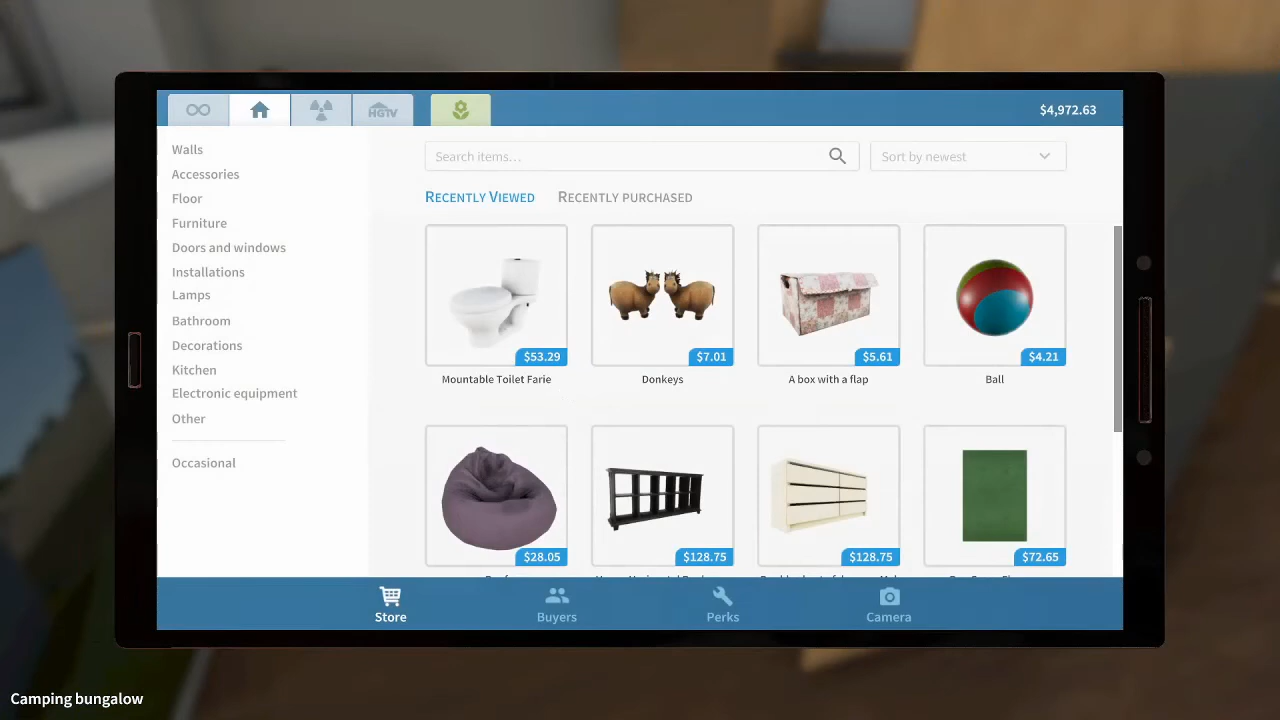 HGTV
$4,972.63
Walls
Accessories
Floor
Furniture
Doors and windows
Installations
Lamps
Bathroom
Decorations
Kitchen
Electronic equipment
Other
Occasional
Search items...
Sort by newest
RECENTLY VIEWED
RECENTLY PURCHASED
$53.29
$7.01
$5.61
$4.21
Mountable Toilet Farie
Donkeys
A box with a flap
Ball
$28.05
$128.75
$128.75
$72.65
Store
Buyers
Perks
Camera
Camping bungalow